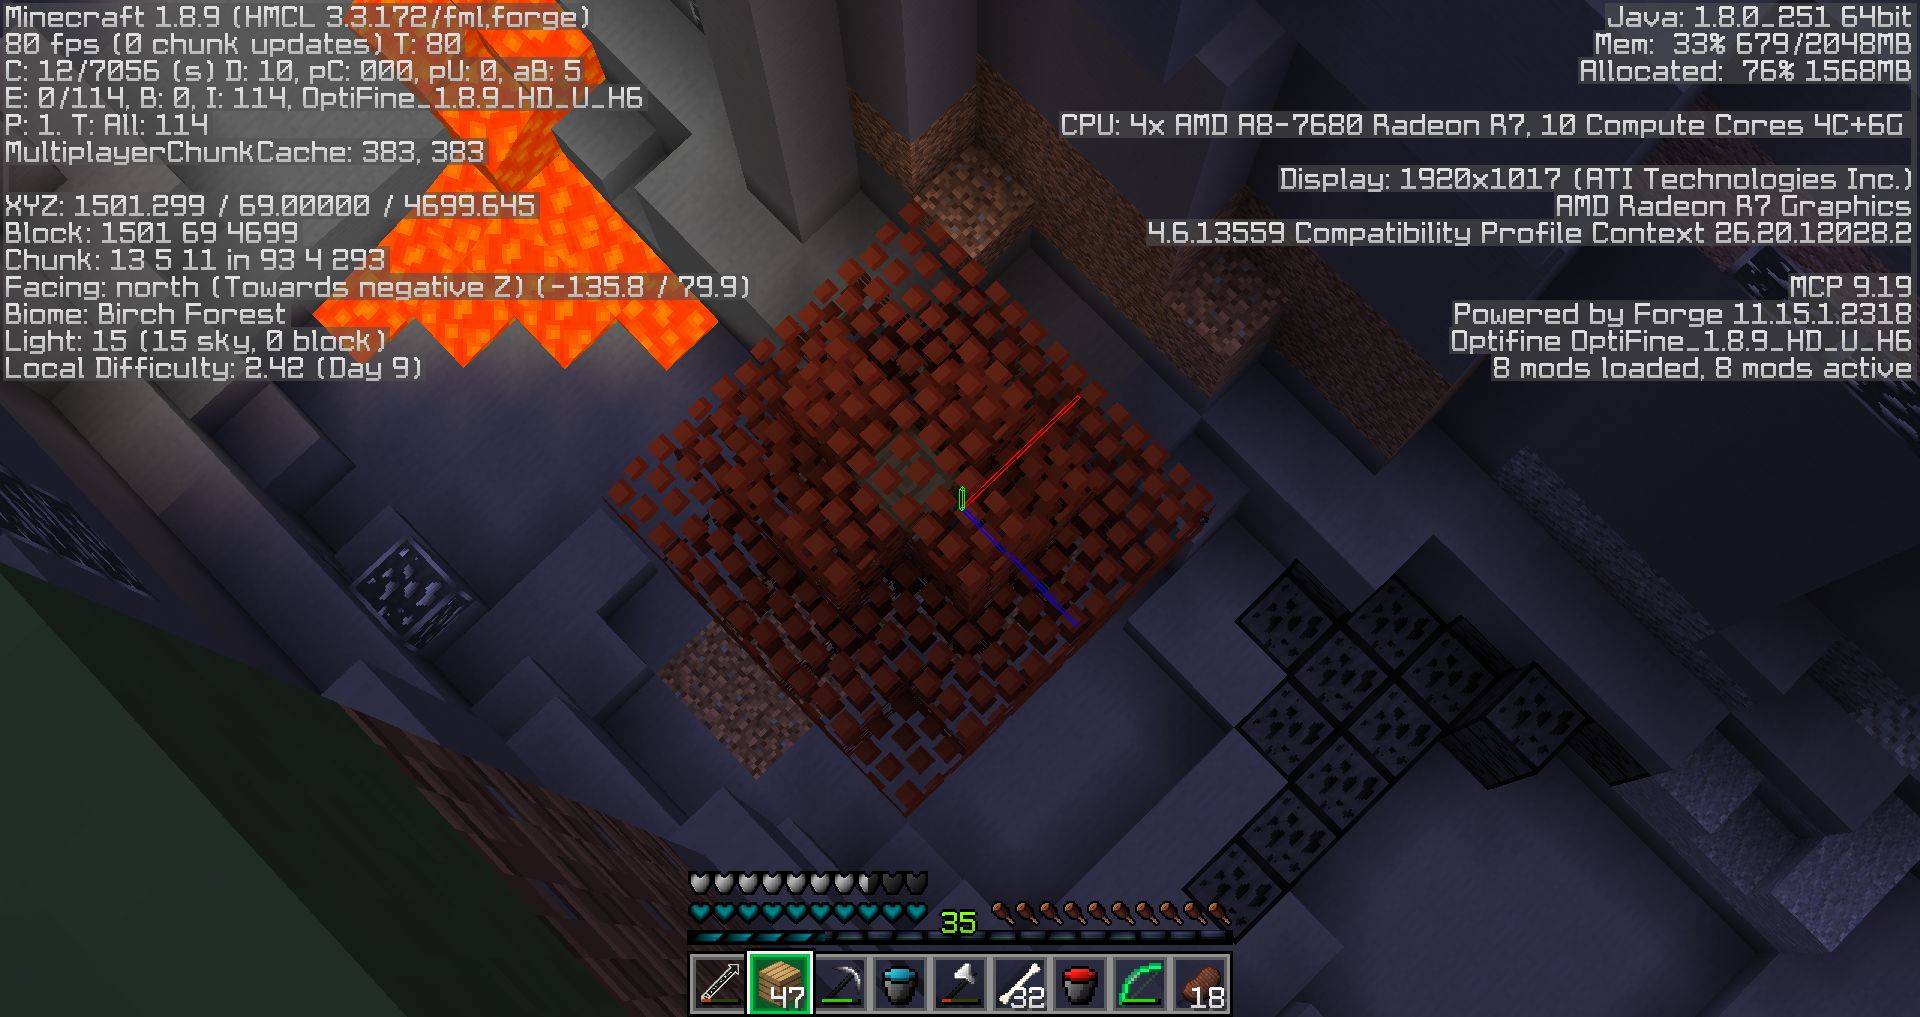 Minecraft 1.8.9 (HMCL 3.3.172/fml,forge)
80 fps (0 chunk updates) T: 80
C: 12/7056 (s) D: 10, pC: 000, pU: 0, aB: 5
E: 0/114, B: 0, I: 114, OptiFine_1.8.9_HD_U_H6
P: 1. T: All: 114
MultiplayerChunkCache: 383, 383
XYZ: 1501.299 / 69.00000 / 4699.645
Block: 1501 69 4699
Chunk: 13 5 11 in 93 4 293
Facing: north (Towards negative Z) (-135.8 / 79.9)
Biome: Birch Forest
Light: 15 (15 sky, 0 block)
Local Difficulty: 2.42 (Day 9)
Java: 1.8.0_251 64bit
Mem: 33% 679/2048MB
Allocated: 76% 1568MB
CPU: 4x AMD A8-7680 Radeon R7, 10 Compute Cores 4C+6G
Display: 1920x1017 (ATI Technologies Inc.)
AMD Radeon R7 Graphics
4.6.13559 Compatibility Profile Context 26.20.12028.2
MCP 9.19
Powered by Forge 11.15.1.2318
Optifine OptiFine_1.8.9_HD_U_H6
8 mods loaded, 8 mods active
35
47
32
18